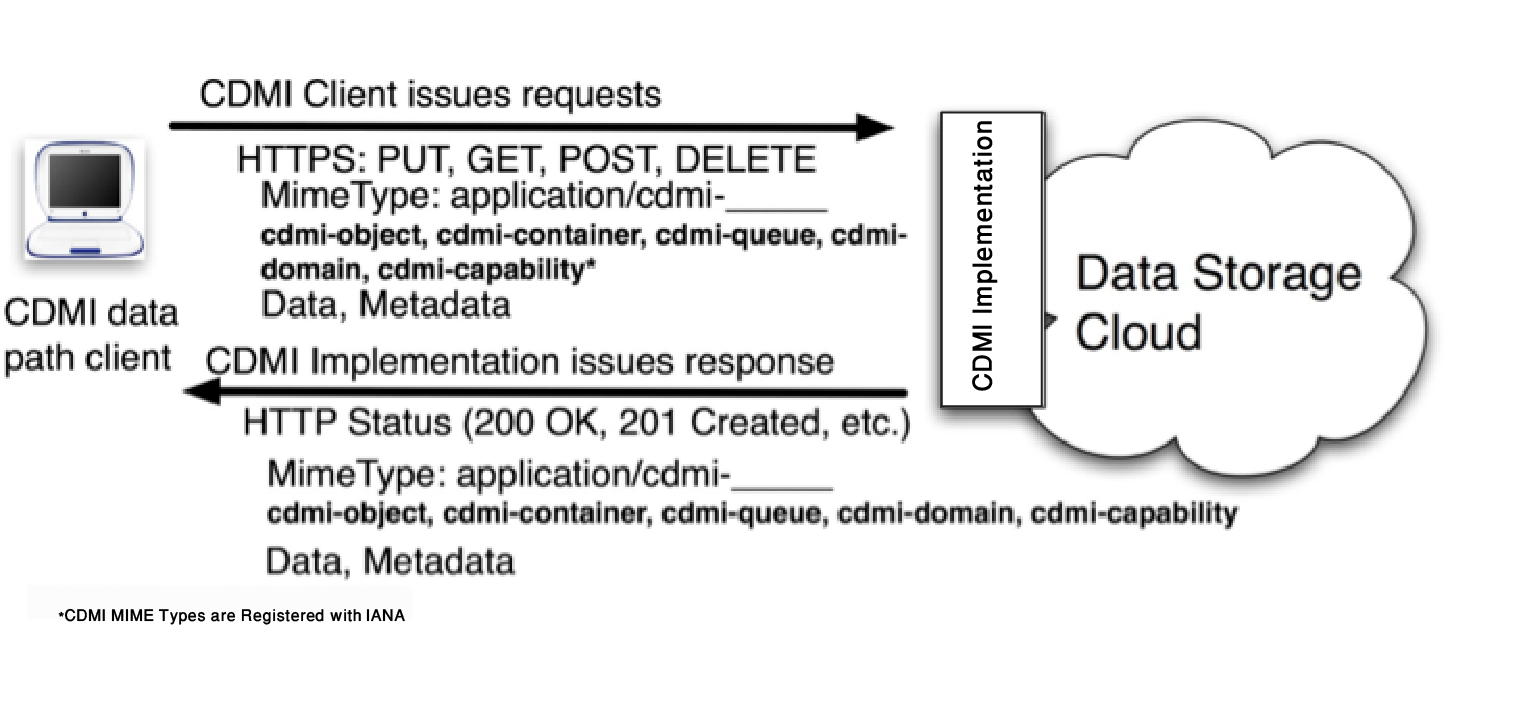 CDMI Client issues requests
HTTPS: PUT, GET, POST, DELETE
MimeType: application/cdmi-_____
cdmi-object, cdmi-container, cdmi-queue, cdmi-
domain, cdmi-capability*
Data, Metadata
CDMI data
path client
CDMI Implementation issues response
HTTP Status (200 OK, 201 Created, etc.)
MimeType: application/cdmi-_____
cdmi-object, cdmi-container, cdmi-queue, cdmi-domain, cdmi-capability
Data, Metadata
CDMI Implementation
Data Storage
Cloud
*CDMI MIME Types are Registered with IANA